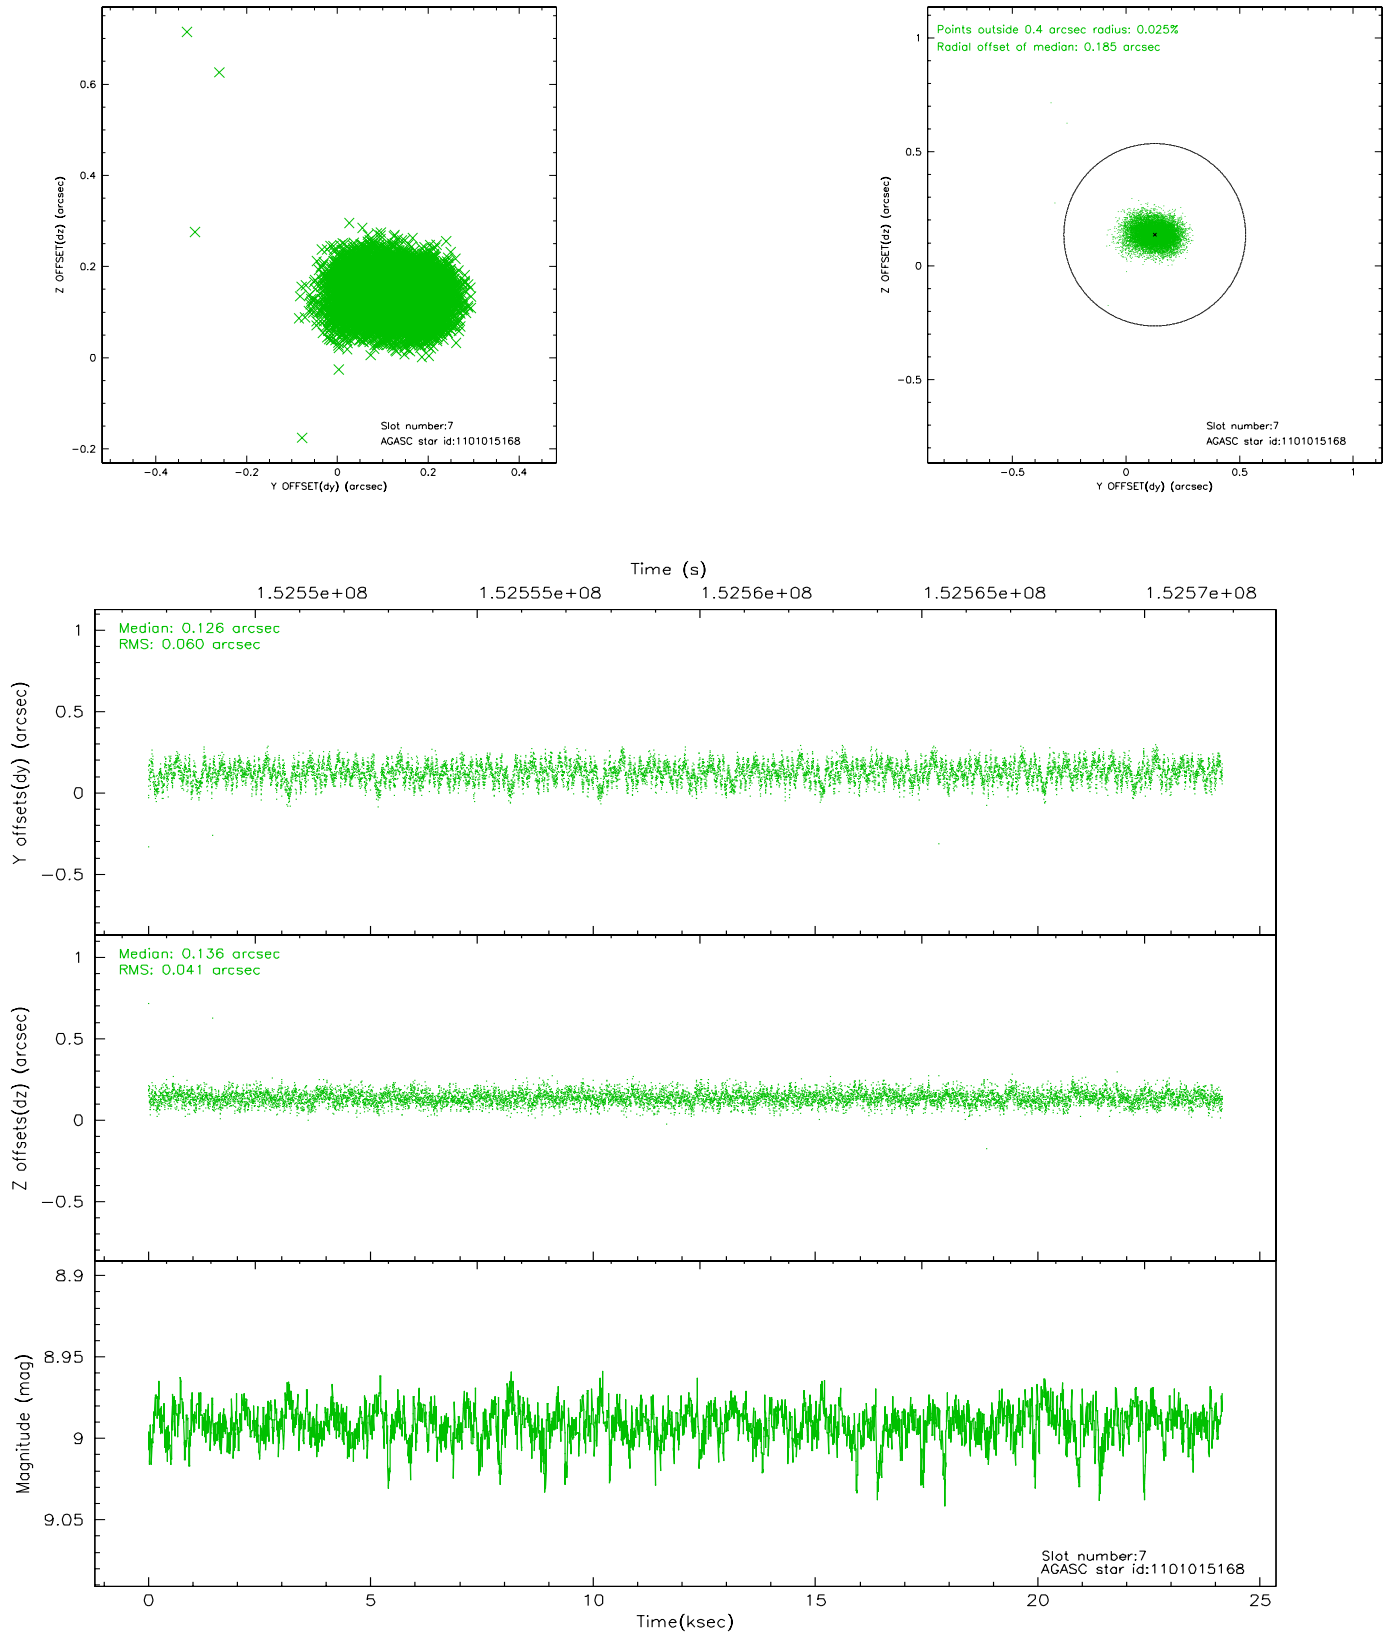 0.6
0.4
0.2
0
−0.2
Z OFFSET(dz) (arcsec)
Slot number:7
AGASC star id:1101015168
−0.4
−0.2
0
0.2
0.4
Y OFFSET(dy) (arcsec)
Points outside 0.4 arcsec radius: 0.025%
Radial offset of median: 0.185 arcsec
1
0.5
0
−0.5
Z OFFSET(dz) (arcsec)
Slot number:7
AGASC star id:1101015168
−0.5
0
0.5
1
Y OFFSET(dy) (arcsec)
Time (s)
1.5255e+08
1.52555e+08
1.5256e+08
1.52565e+08
1.5257e+08
Median: 0.126 arcsec
RMS: 0.060 arcsec
1
0.5
0
−0.5
Y offsets(dy) (arcsec)
Median: 0.136 arcsec
RMS: 0.041 arcsec
1
0.5
0
−0.5
Z offsets(dz) (arcsec)
8.9
8.95
9
9.05
Magnitude (mag)
Slot number:7
AGASC star id:1101015168
0
5
10
15
20
25
Time(ksec)